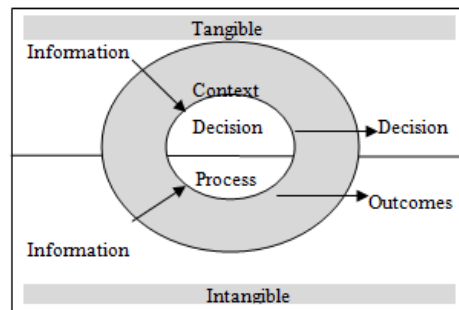 Tangible
Information
Context
Decision
Decision
Process
Outcomes
Information
Intangible